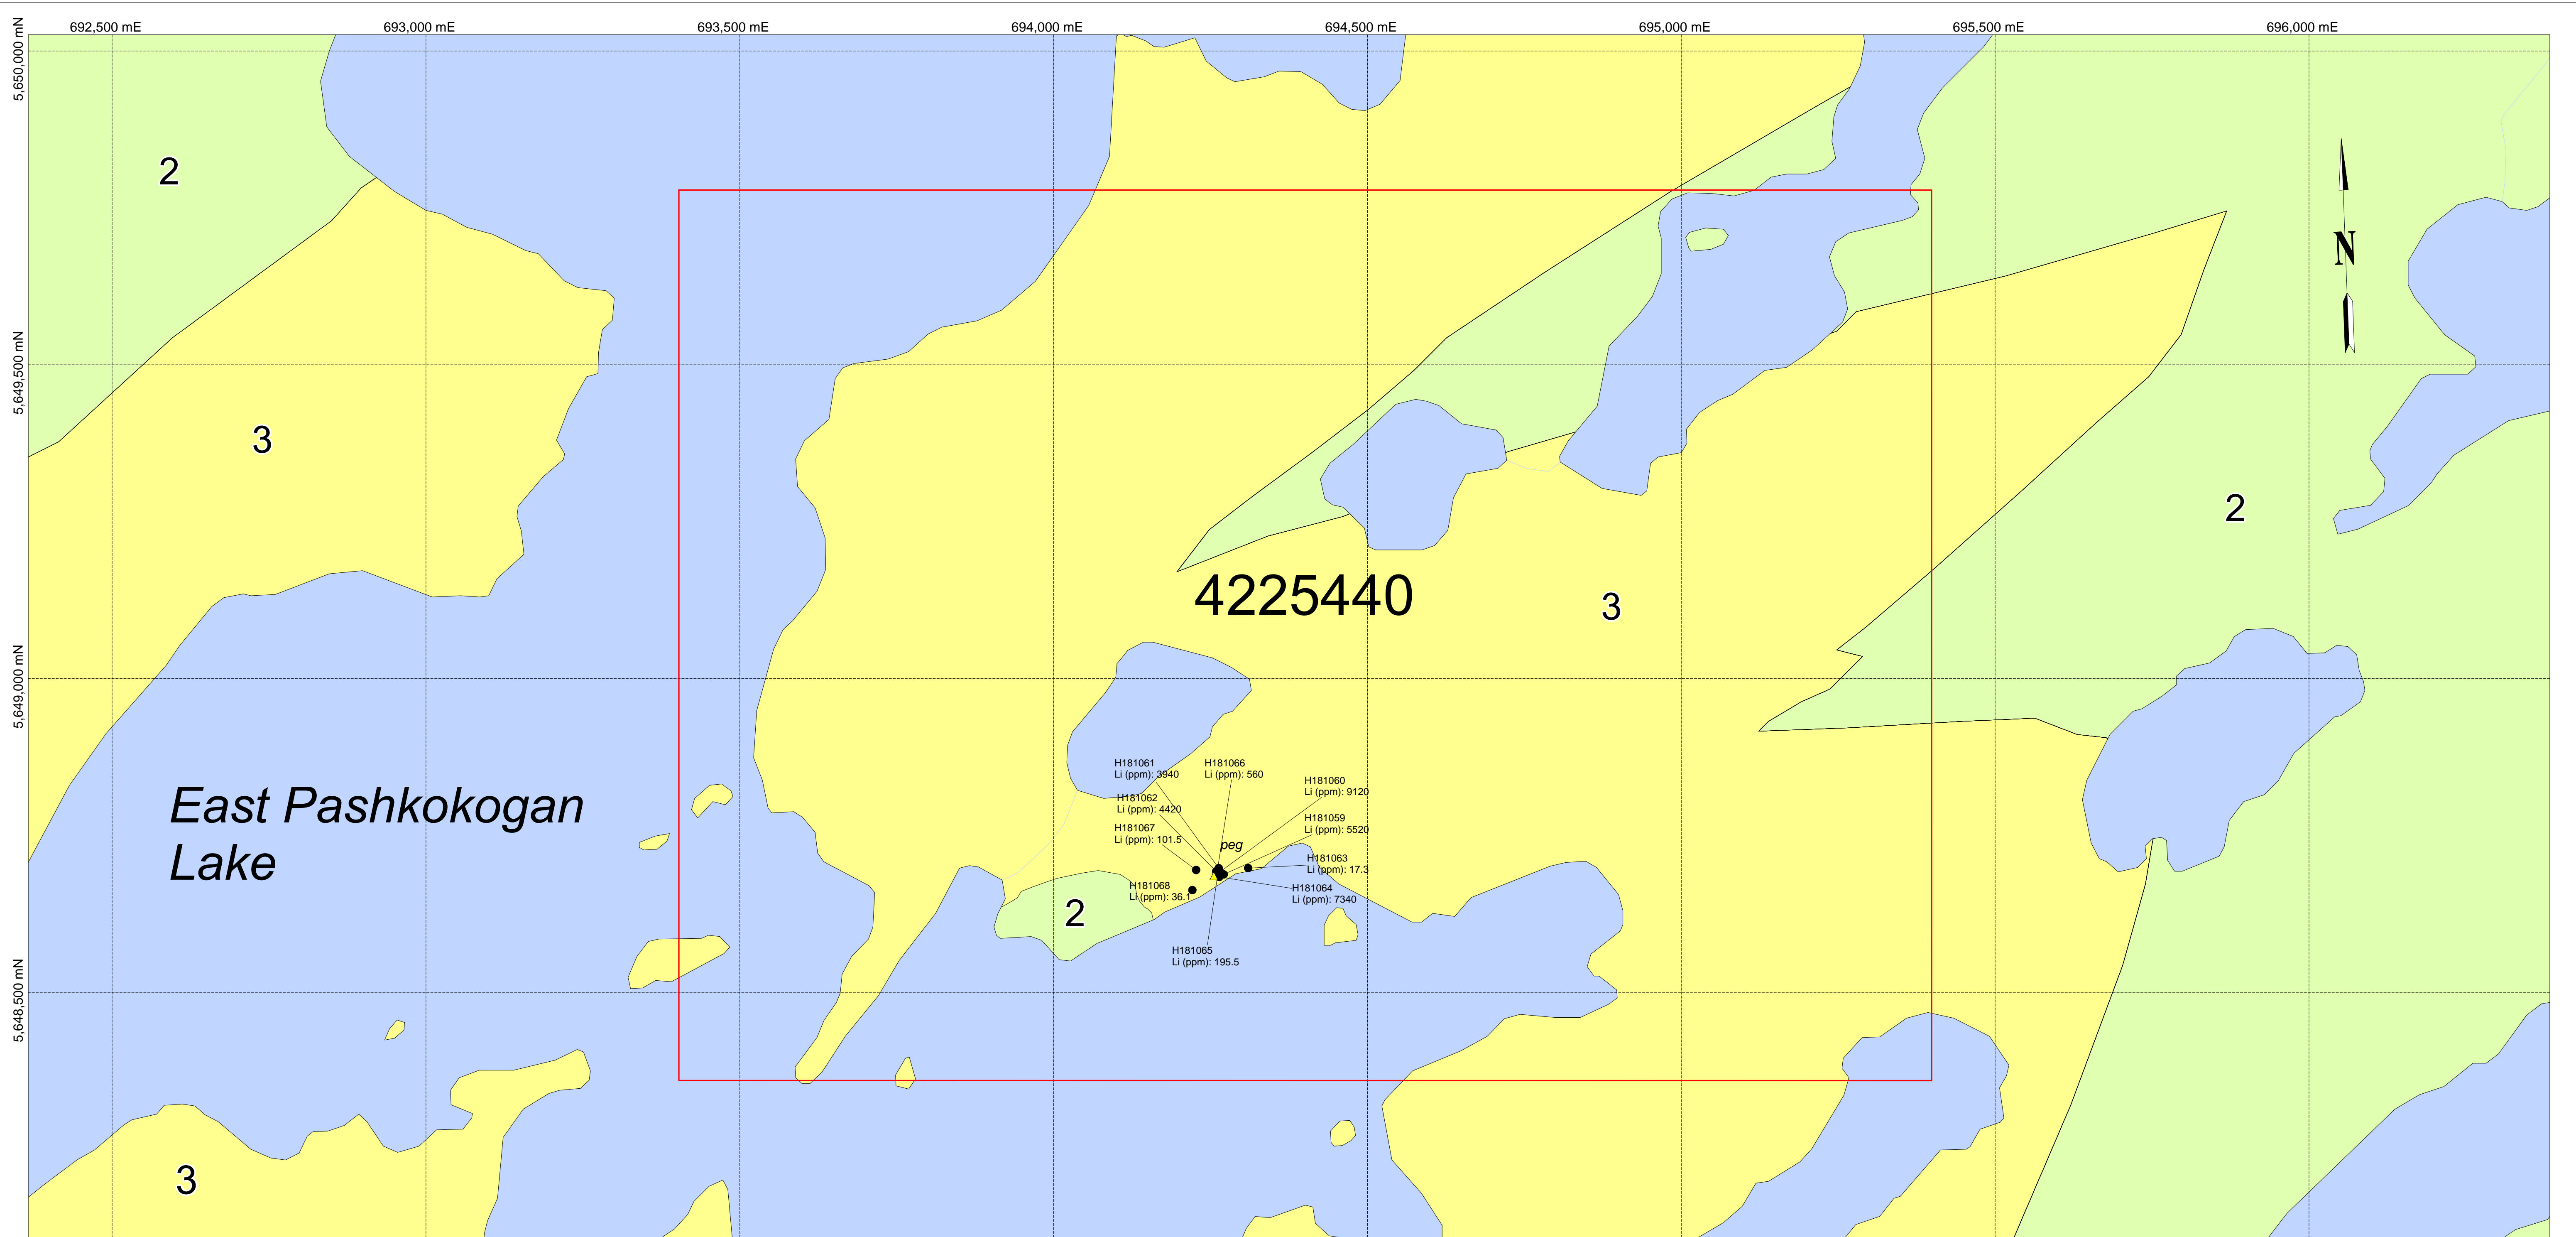 692,500 mE
693,000 mE
693,500 mE
694,000 mE
694,500 mE
695,000 mE
695,500 mE
696,000 mE
5,650,000 mN
2
N
5,649,500 mN
3
2
4225440
3
5,649,000 mN
H181061
Li (ppm): 3940
H181066
Li (ppm): 560
H181060
Li (ppm): 9120
H181062
Li (ppm): 4420
East Pashkokogan
Lake
H181059
Li (ppm): 5520
H181067
Li (ppm): 101.5
peg
H181063
Li (ppm): 17.3
H181068
Li (ppm): 36.1
H181064
Li (ppm): 7340
2
H181065
Li (ppm): 195.5
5,648,500 mN
3